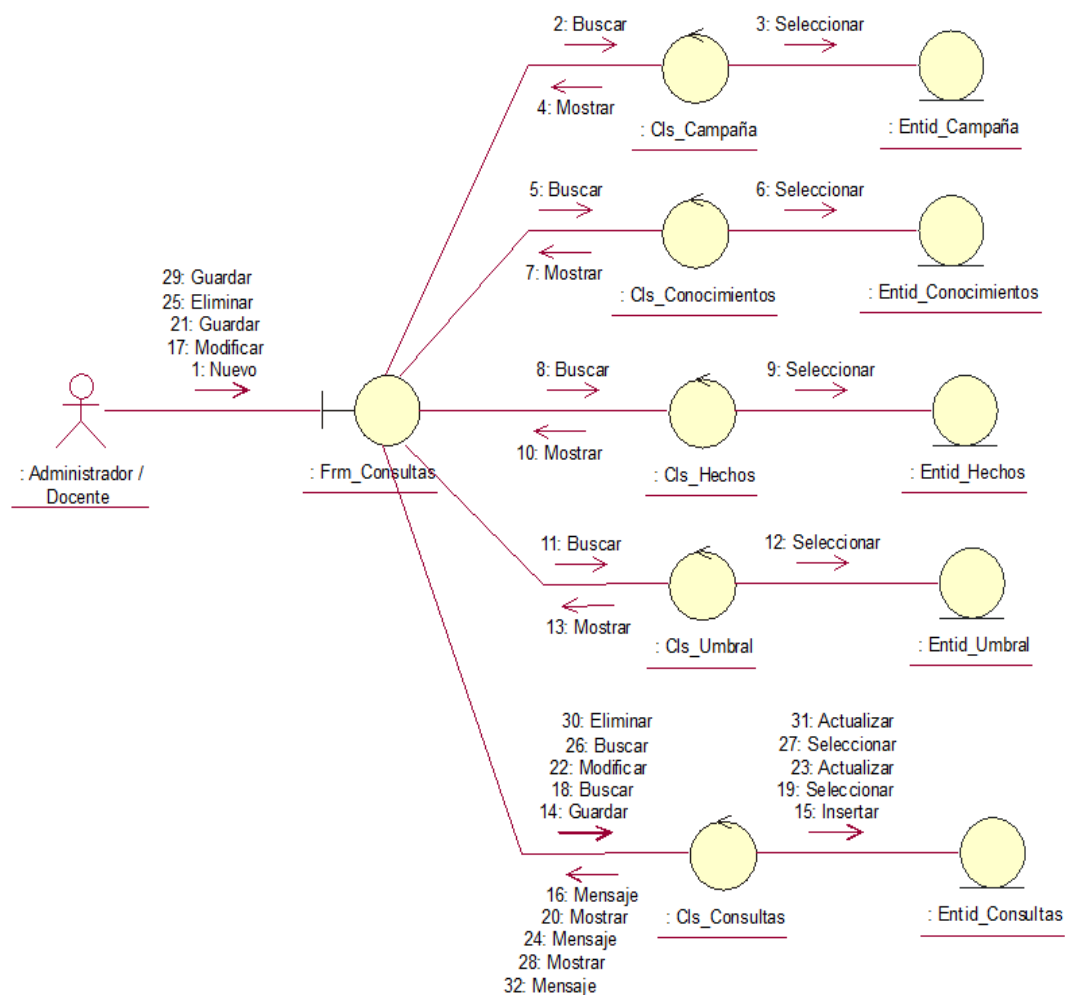 2: Buscar
3: Seleccionar
4: Mostrar
: Cls_Campaña
: Entid_Campaña
5: Buscar
6: Seleccionar
7: Mostrar
: Cls_Conocimientos
: Entid_Conocimientos
29: Guardar
25: Eliminar
21: Guardar
17: Modificar
1: Nuevo
: Administrador /
Docente
: Frm_Consultas
8: Buscar
9: Seleccionar
10: Mostrar
: Cls_Hechos
: Entid_Hechos
11: Buscar
12: Seleccionar
13: Mostrar
: Cls_Umbral
: Entid_Umbral
30: Eliminar
26: Buscar
22: Modificar
18: Buscar
14: Guardar
31: Actualizar
27: Seleccionar
23: Actualizar
19: Seleccionar
15: Insertar
16: Mensaje
20: Mostrar
24: Mensaje
28: Mostrar
32: Mensaje
: Cls_Consultas
: Entid_Consultas